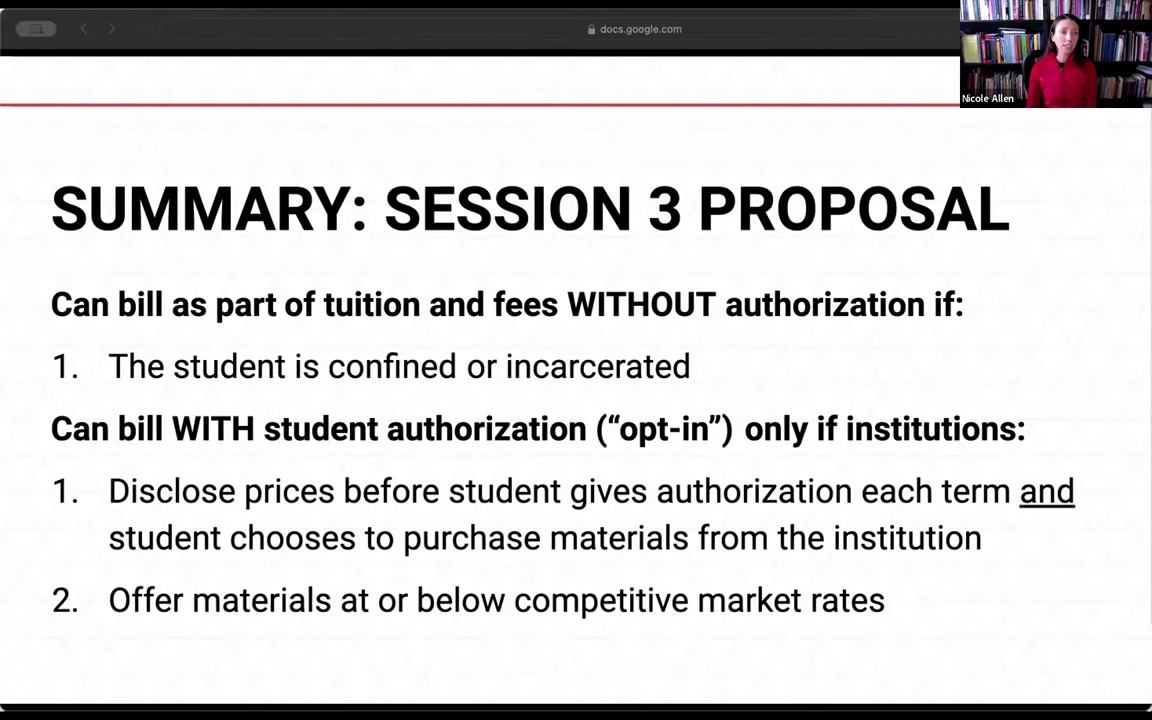 docs.google.com
Nicole Allen
SUMMARY: SESSION 3 PROPOSAL
Can bill as part of tuition and fees WITHOUT authorization if:
1. The student is confined or incarcerated
Can bill WITH student authorization (“opt-in”) only if institutions:
1. Disclose prices before student gives authorization each term and
student chooses to purchase materials from the institution
2. Offer materials at or below competitive market rates